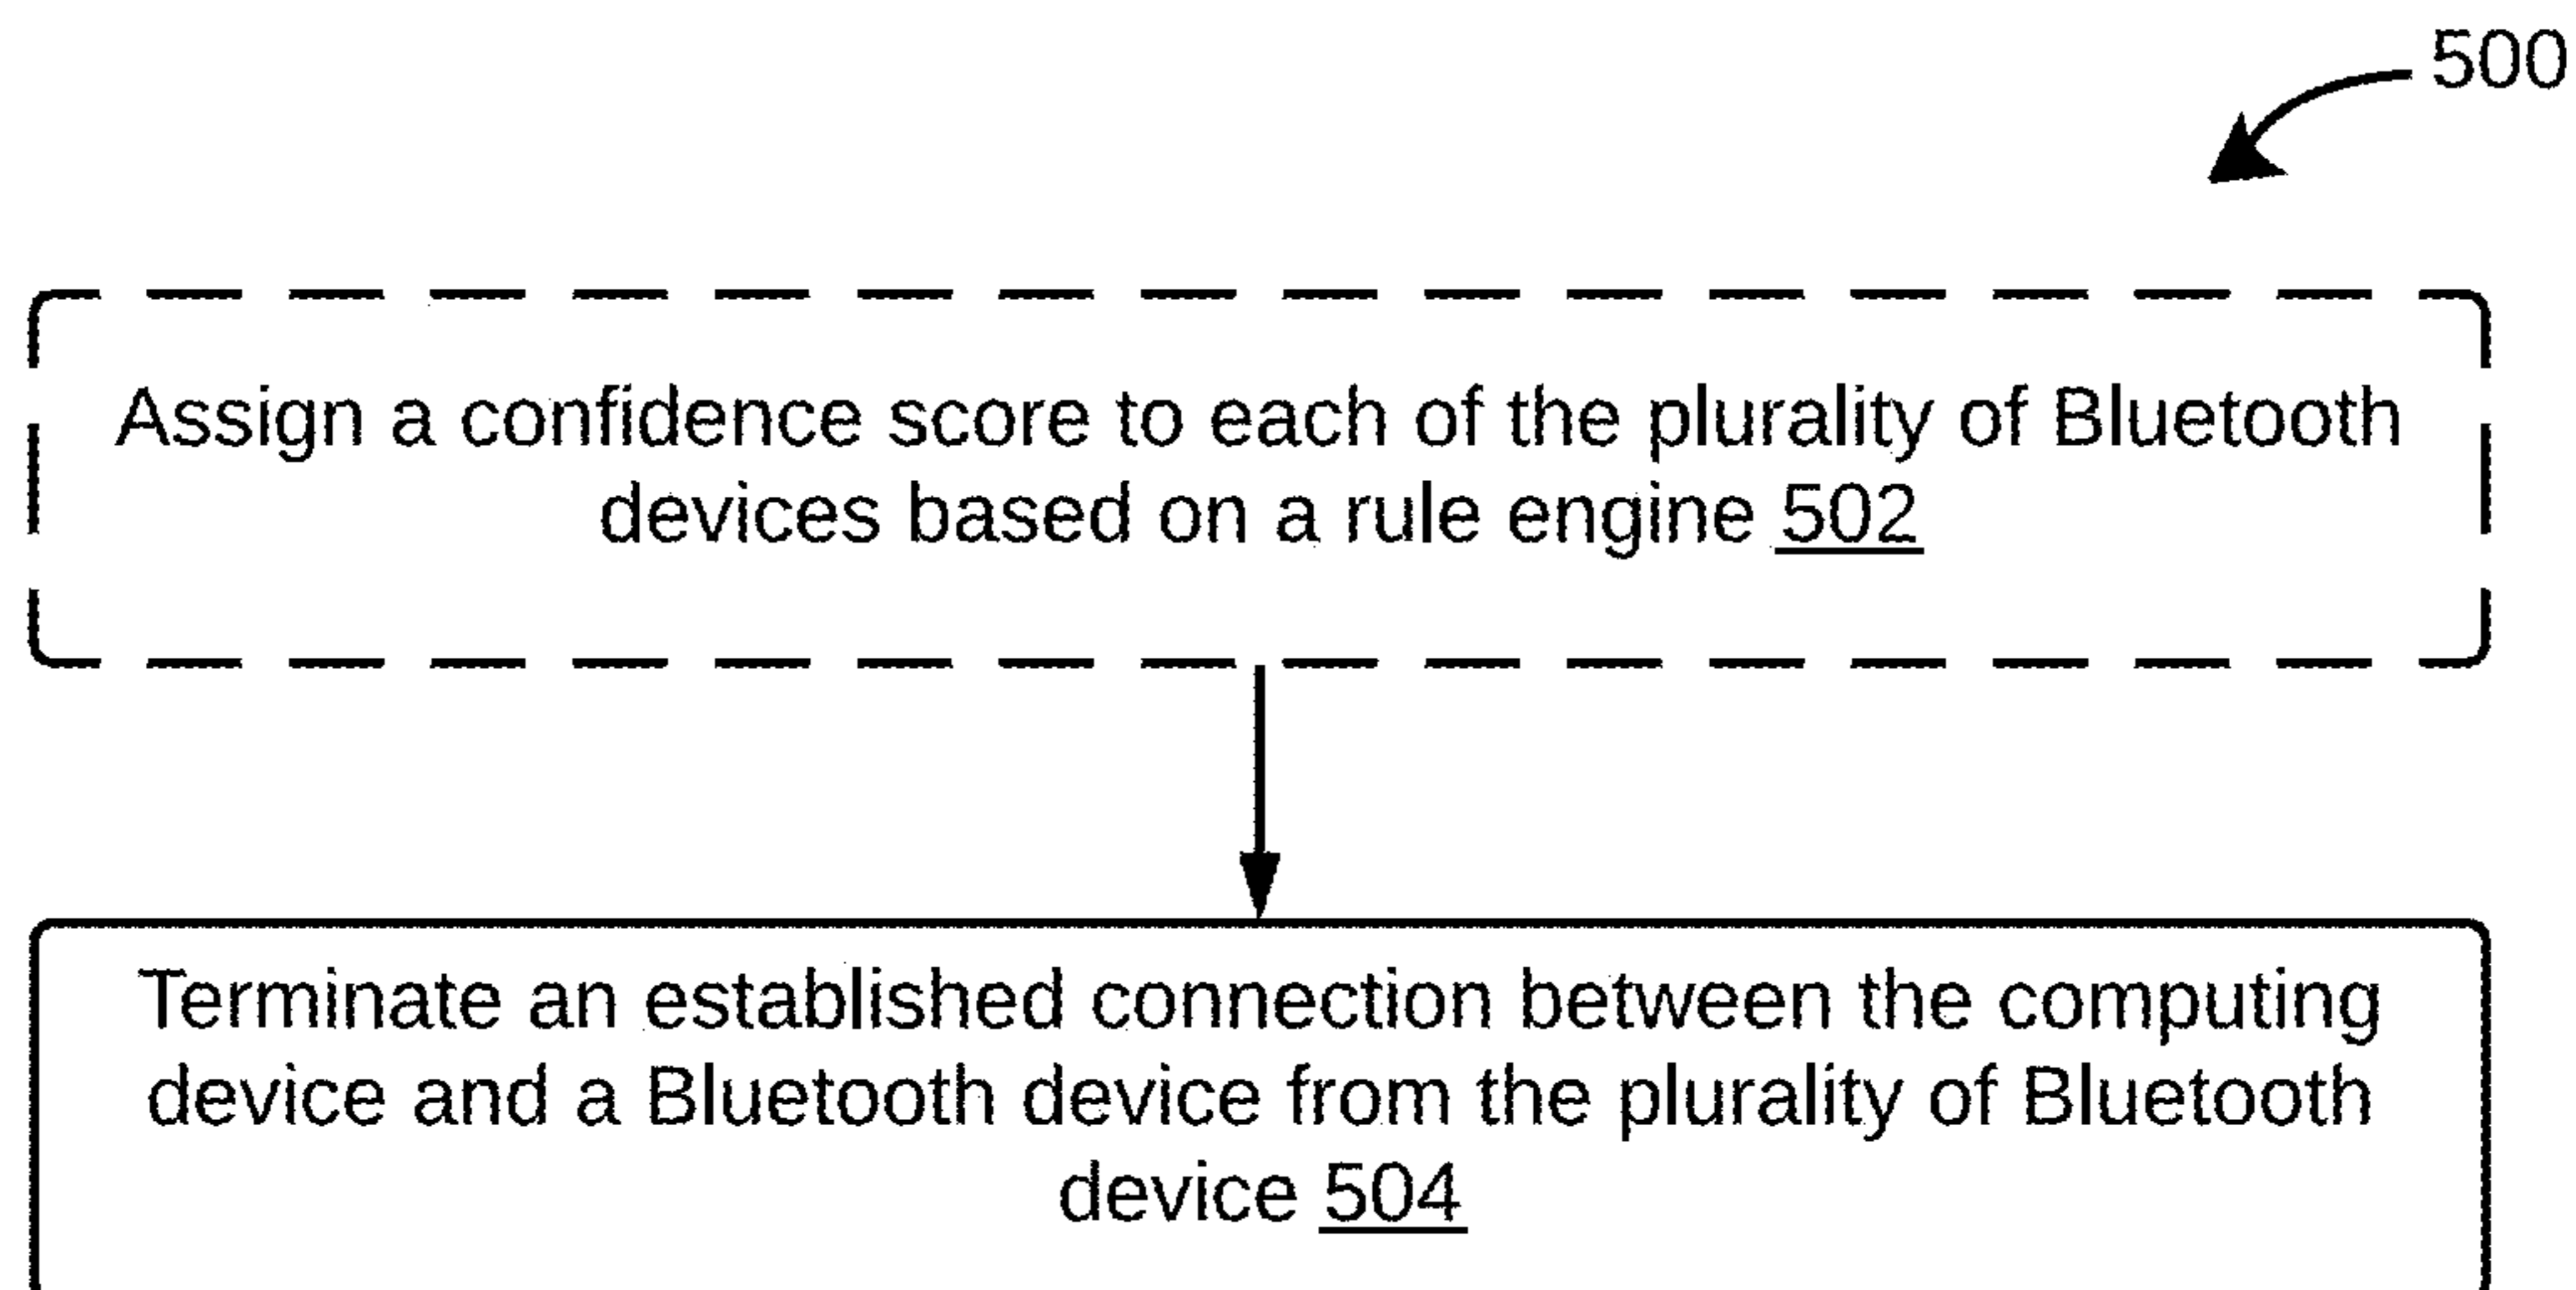 500
Assign a confidence score to each of the plurality of Bluetooth
devices based on a rule engine 502
Terminate an established connection between the computing
device and a Bluetooth device from the plurality of Bluetooth
device 504